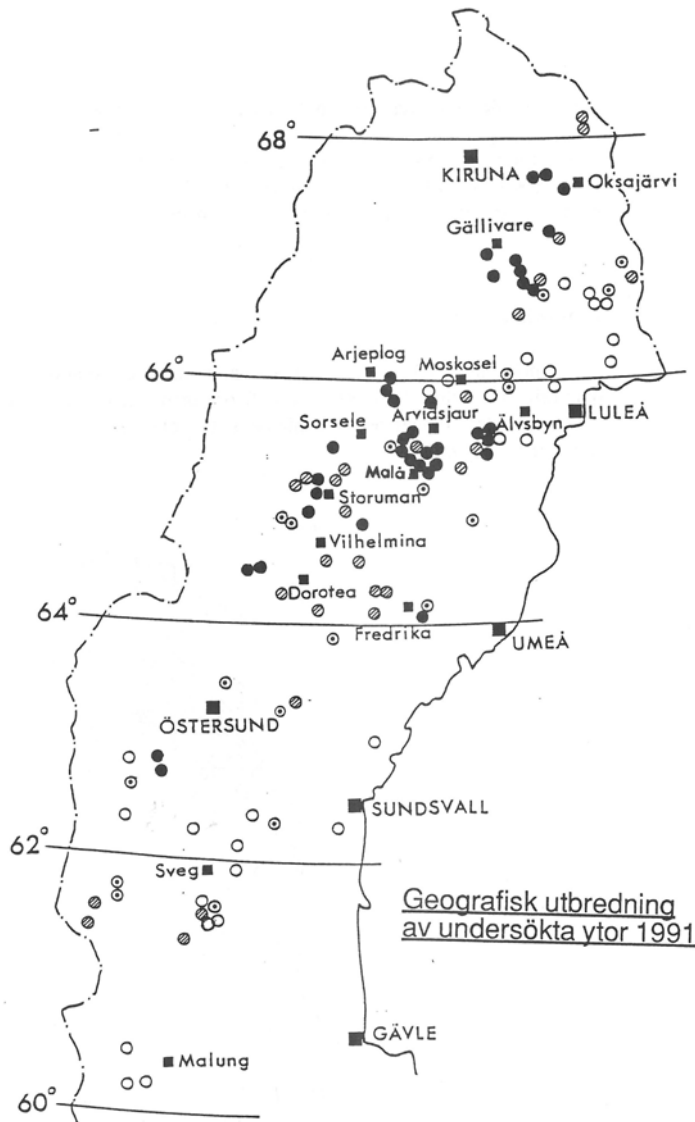 68°
KIRUNA
Oksajärvi
Gällivare
Arjeplog
Moskosel
66°
Arvidsjaur
LULEÅ
Sorsele
Älvsbyn
Malå
Storuman
Vilhelmina
Dorotea
64°
Fredrika
UMEÅ
ÖSTERSUND
SUNDSVALL
62°
Sveg
Geografisk utbredning
av undersökta ytor 1991
GÄVLE
Malung
60°